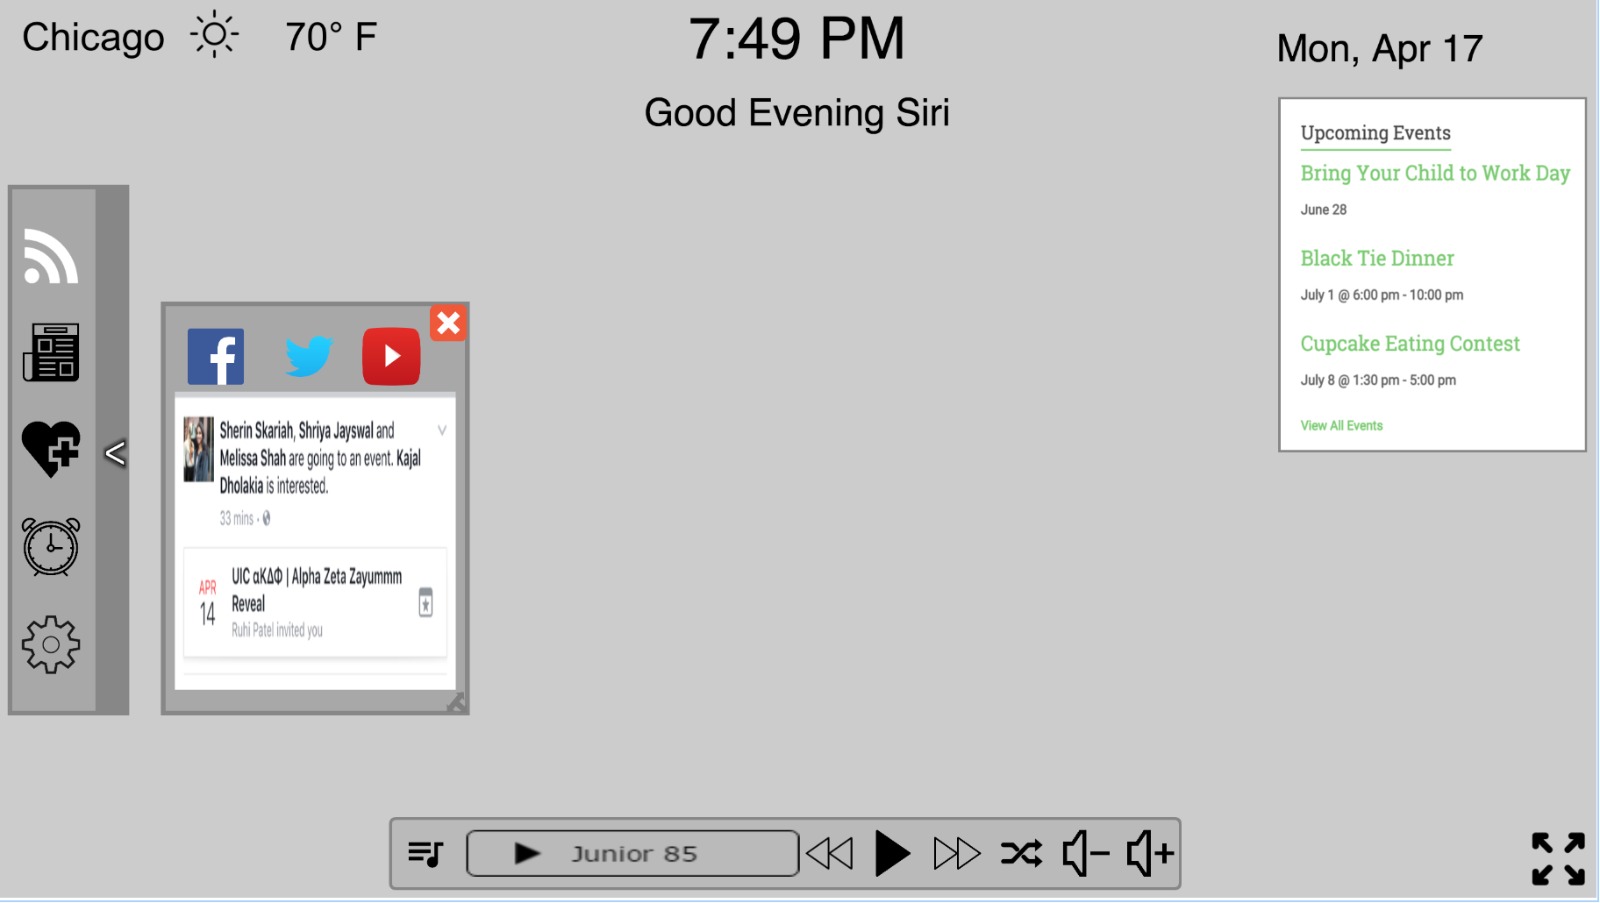 Chicago 70° F
7:49 PM
Good Evening Siri
Mon, Apr 17
Upcoming Events
Bring Your Child to Work Day
June 28
Black Tie Dinner
July 1 @ 6:00 pm - 10:00 pm
Cupcake Eating Contest
July 8 @ 1:30 pm - 5:00 pm
View All Events
<
Sherin Skariah, Shriya Jayswal and
Melissa Shah are going to an event. Kajal
Dholakia is interested.
33 mins ·
APR
14
UIC αΚΔΦ | Alpha Zeta Zayummm
Reveal
Ruhi Patel invited you
Junior 85